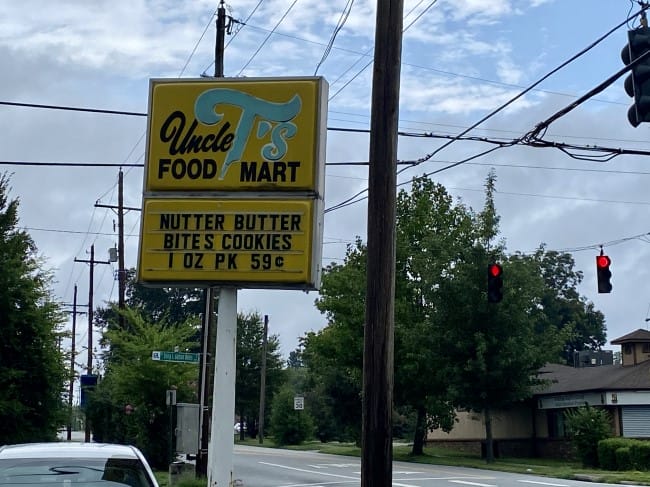 Uncle T's
FOOD MART
NUTTER BUTTER
BITES COOKIES
1 OZ PK 59¢